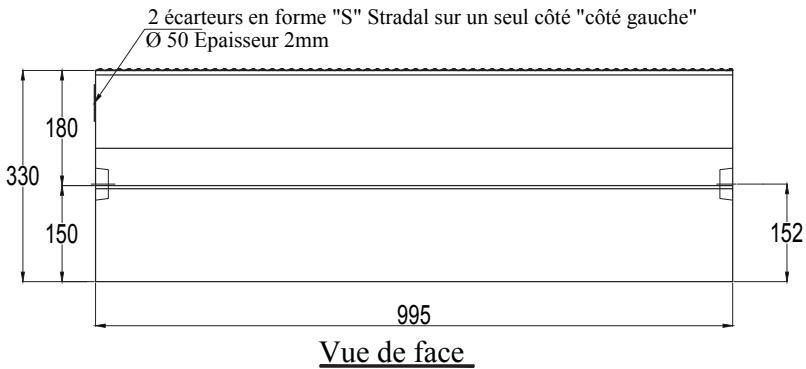 2 écarteurs en forme "S" Stradal sur un seul côté "côté gauche"
Ø 50 Epaisseur 2mm
180
330
150
152
995
Vue de face